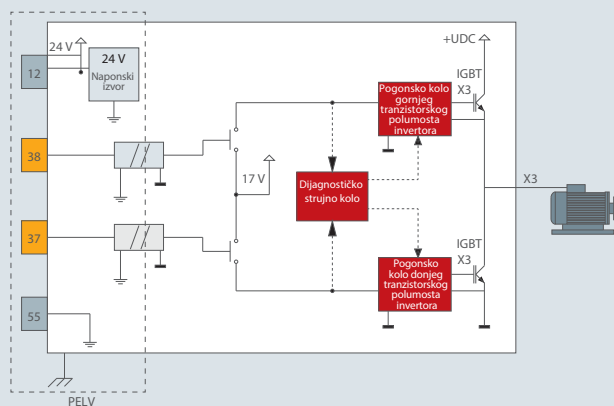 +UDC
24 V
12
24 V
Naponski
izvor
IGBT
X3
Pogonsko kolo
gornjeg
tranzistorskog
polumosta
invertora
38
17 V
Dijagnostičko
strujno kolo
X3
37
IGBT
X3
Pogonsko
kolo donjeg
tranzistorskog
polumosta
invertora
55
PELV